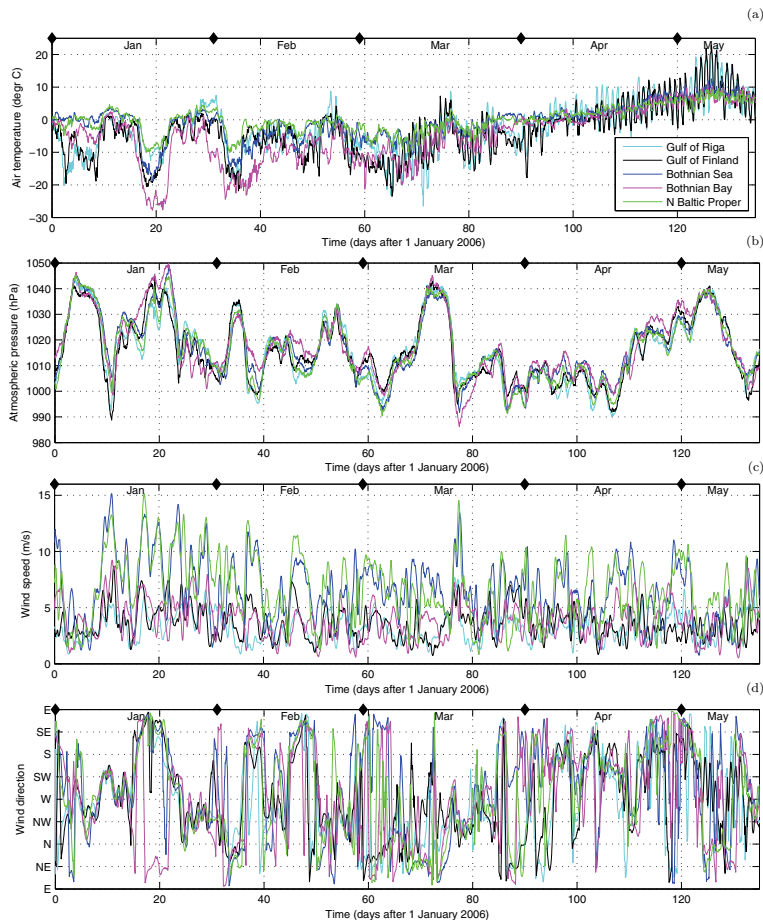 (a)
Jan Feb Mar Apr May
Air temperature (degr C)
20
10
0
−10
−20
−30
Gulf of Riga
Gulf of Finland
Bothnian Sea
Bothnian Bay
N Baltic Proper
0 20 40 60 80 100 120
Time (days after 1 January 2006)
(b)
Jan Feb Mar Apr May
Atmospheric pressure (hPa)
1050
1040
1030
1020
1010
1000
990
980
0 20 40 60 80 100 120
Time (days after 1 January 2006)
(c)
Jan Feb Mar Apr May
Wind speed (m/s)
15
10
5
0
0 20 40 60 80 100 120
Time (days after 1 January 2006)
(d)
Jan Feb Mar Apr May
Wind direction
E
SE
S
SW
W
NW
N
NE
E
0 20 40 60 80 100 120
Time (days after 1 January 2006)